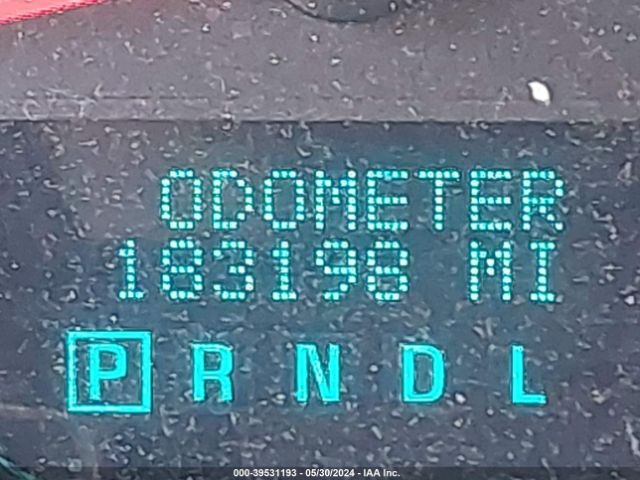 ODOMETER
183198 MI
P R N D L
000-39531193 - 05/30/2024 - IAA Inc.